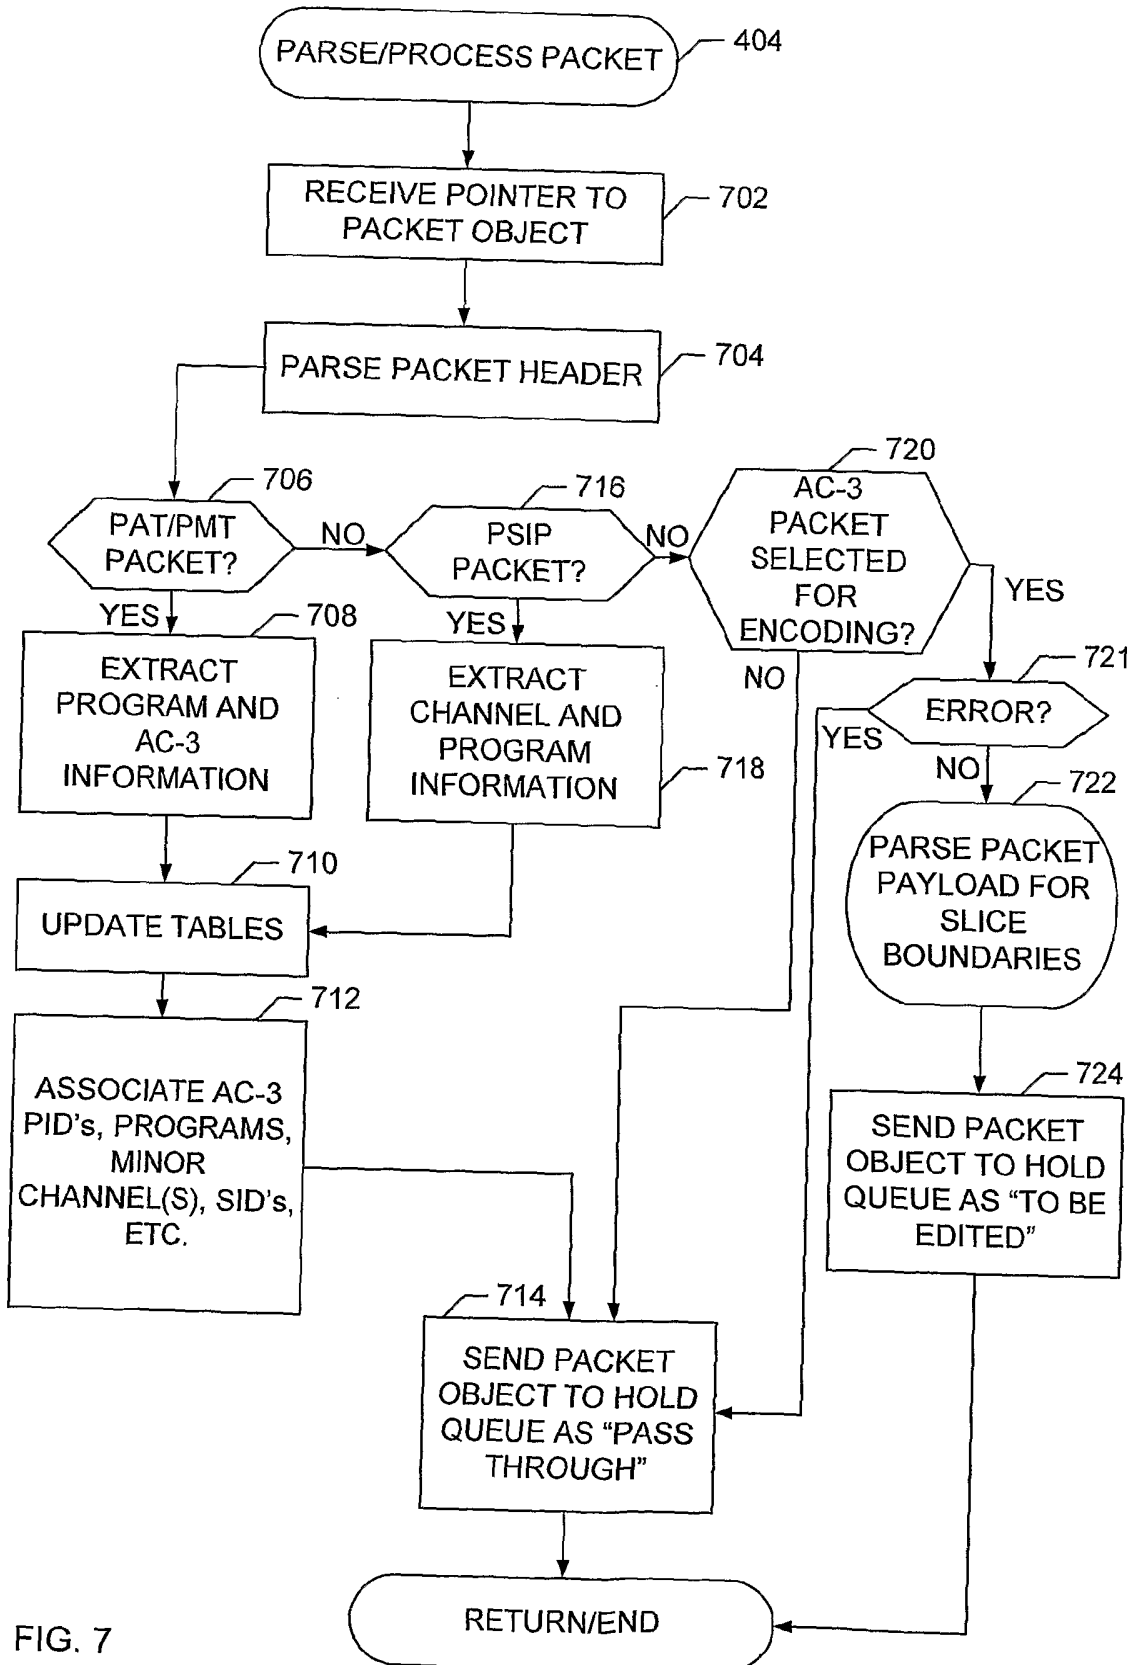 PARSE/PROCESS PACKET
404
RECEIVE POINTER TO
PACKET OBJECT
702
PARSE PACKET HEADER
704
706
PAT/PMT
PACKET?
NO
YES
716
PSIP
PACKET?
NO
YES
720
AC-3
PACKET
SELECTED
FOR
ENCODING?
YES
NO
708
EXTRACT
PROGRAM AND
AC-3
INFORMATION
EXTRACT
CHANNEL AND
PROGRAM
INFORMATION
718
721
ERROR?
YES
NO
722
PARSE PACKET
PAYLOAD FOR
SLICE
BOUNDARIES
710
UPDATE TABLES
712
ASSOCIATE AC-3
PID's, PROGRAMS,
MINOR
CHANNEL(S), SID's,
ETC.
724
SEND PACKET
OBJECT TO HOLD
QUEUE AS “TO BE
EDITED”
714
SEND PACKET
OBJECT TO HOLD
QUEUE AS “PASS
THROUGH”
RETURN/END
FIG. 7